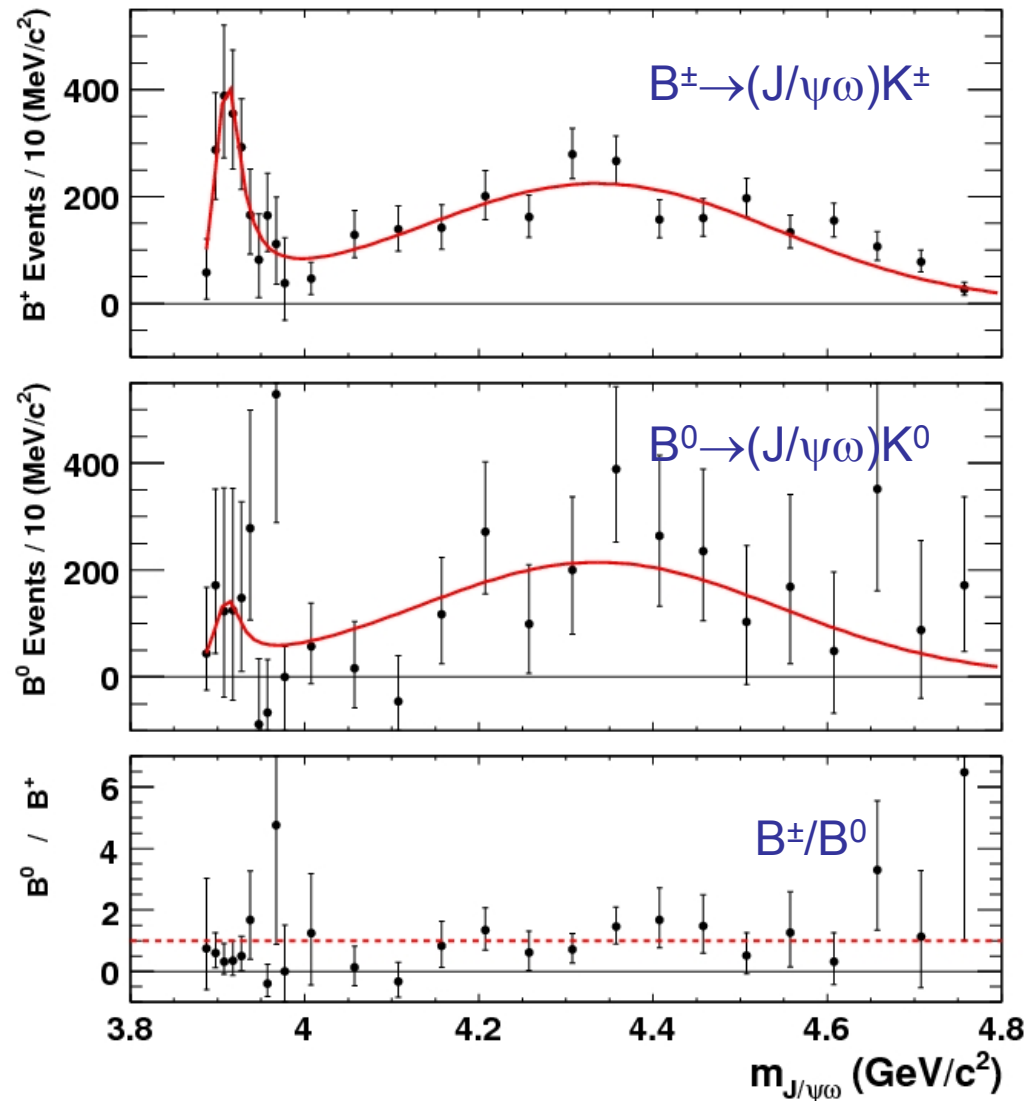 B⁺ Events / 10 (MeV/c²)
400
200
0
B±→(J/ψω)K±
B⁰ Events / 10 (MeV/c²)
400
200
0
B⁰→(J/ψω)K⁰
B⁰ / B⁺
6
4
2
0
B±/B⁰
3.8 4 4.2 4.4 4.6 4.8
m_J/ψω (GeV/c²)